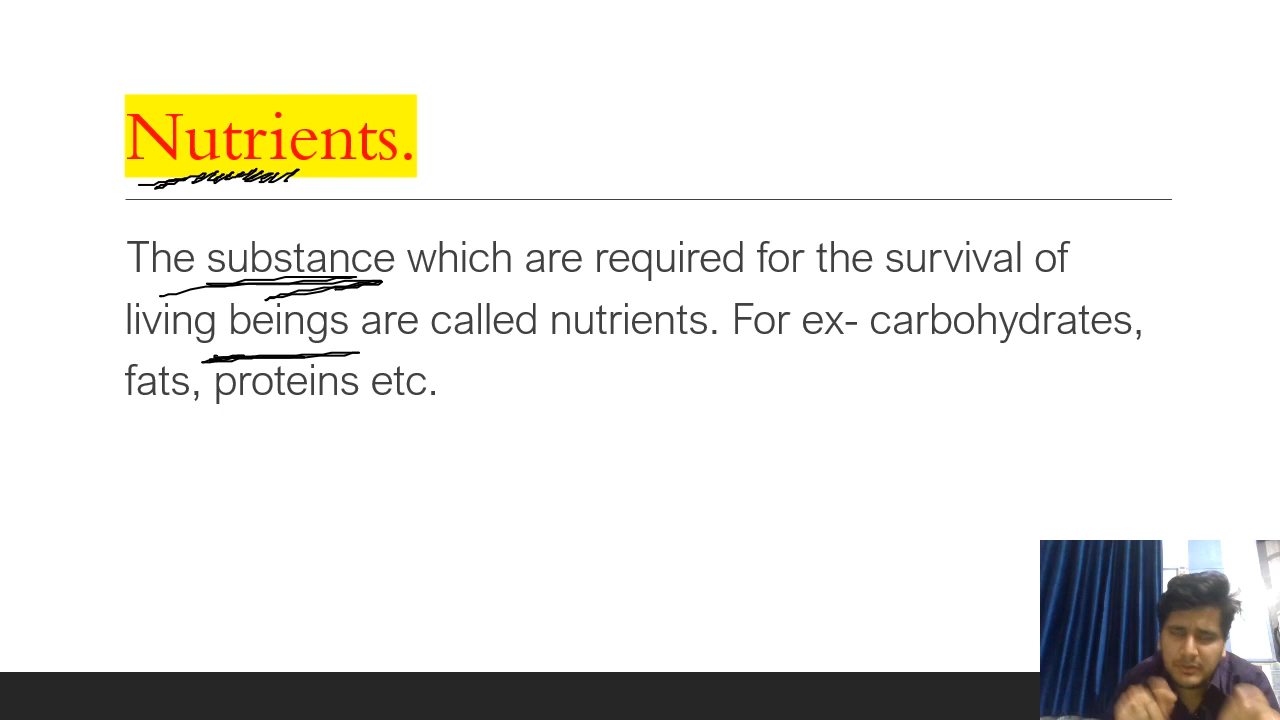 Nutrients.
The substance which are required for the survival of
living beings are called nutrients. For ex- carbohydrates,
fats, proteins etc.